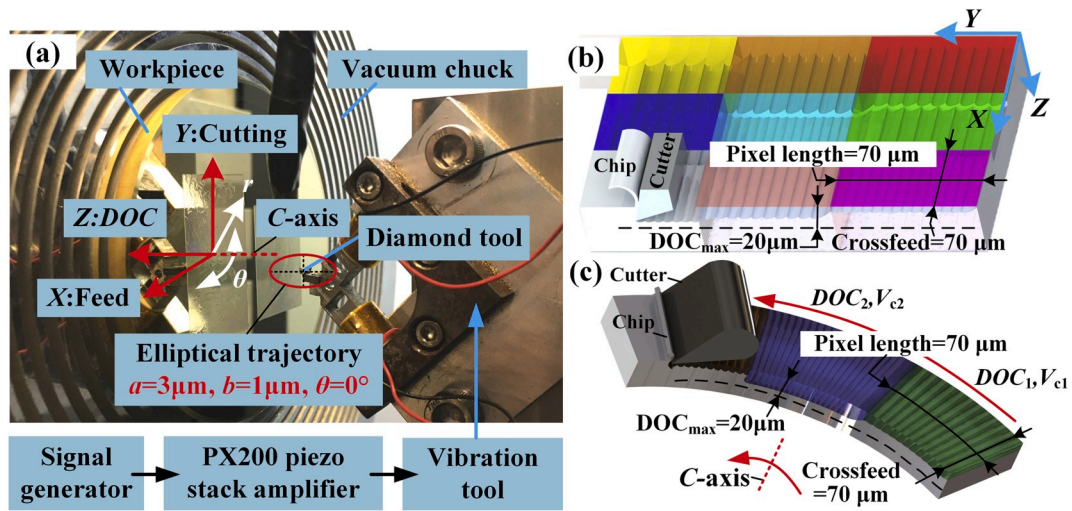 (a)
Workpiece
Vacuum chuck
Y:Cutting
r
Z:DOC
C-axis
Diamond tool
θ
X:Feed
Elliptical trajectory
a=3μm, b=1μm, θ=0°
Signal
generator
PX200 piezo
stack amplifier
Vibration
tool
(b)
Y
Z
X
Chip
Cutter
Pixel length=70 μm
DOCmax=20μm
Crossfeed=70 μm
(c)
Cutter
Chip
DOC2,Vc2
Pixel length=70 μm
DOC1,Vc1
DOCmax=20μm
C-axis
Crossfeed
=70 μm